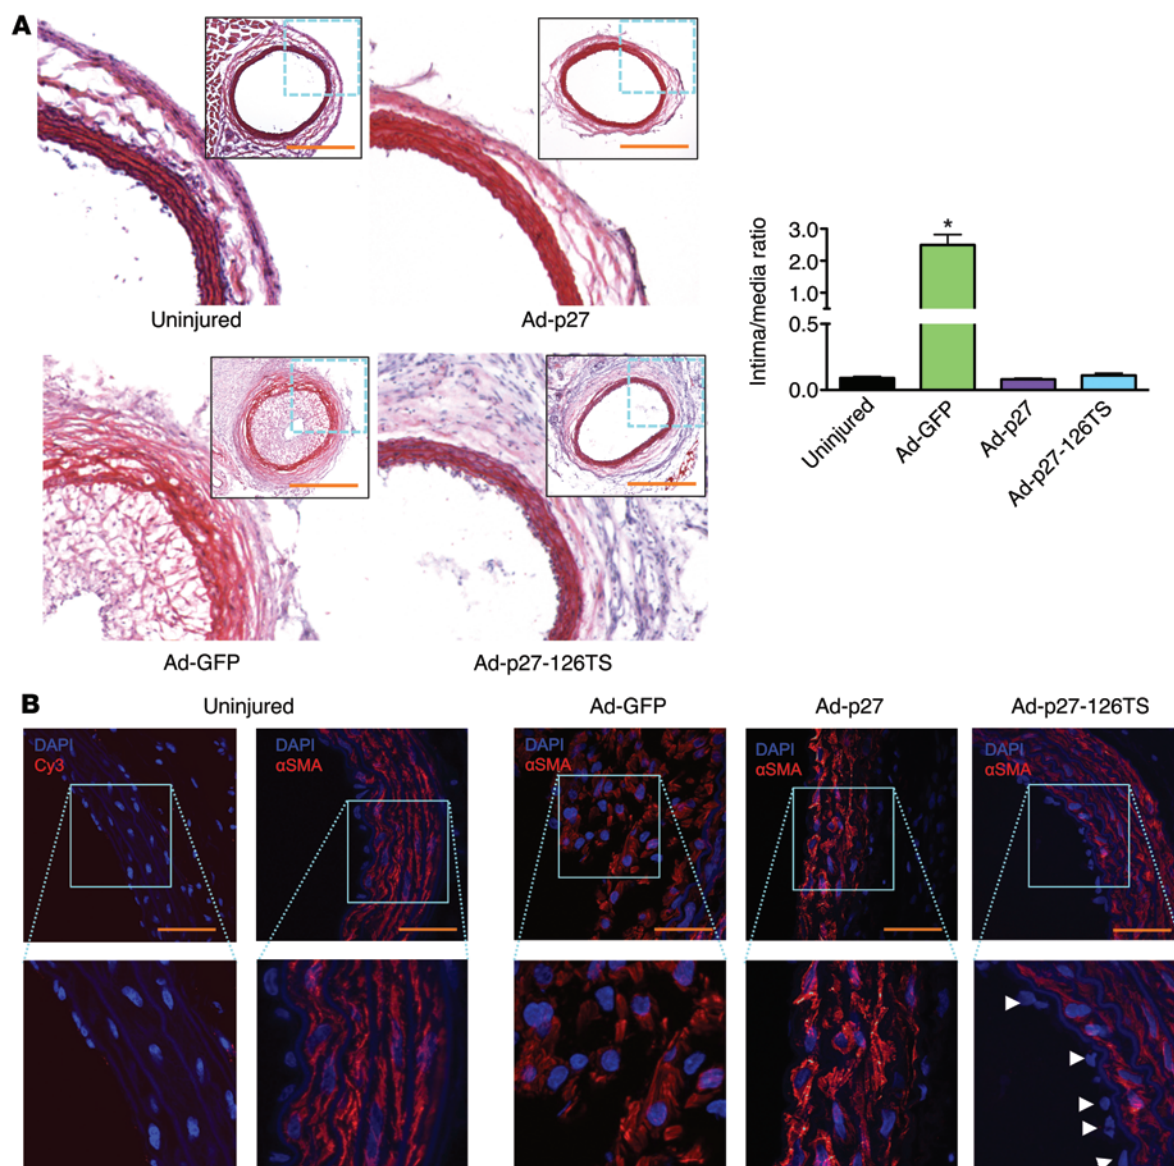 A
Uninjured
Ad-p27
Ad-GFP
Ad-p27-126TS
Intima/media ratio
3.0
2.0
1.0
0.5
0.0
*
Uninjured
Ad-GFP
Ad-p27
Ad-p27-126TS
B
Uninjured
Ad-GFP
Ad-p27
Ad-p27-126TS
DAPI
Cy3
DAPI
αSMA
DAPI
αSMA
DAPI
αSMA
DAPI
αSMA